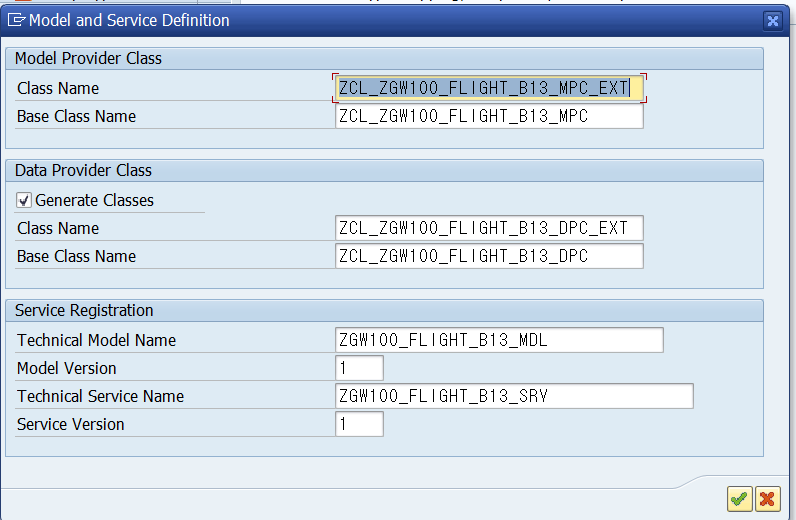 Model and Service Definition
Model Provider Class
Class Name ZCL_ZGW100_FLIGHT_B13_MPC_EXT
Base Class Name ZCL_ZGW100_FLIGHT_B13_MPC
Data Provider Class
Generate Classes
Class Name ZCL_ZGW100_FLIGHT_B13_DPC_EXT
Base Class Name ZCL_ZGW100_FLIGHT_B13_DPC
Service Registration
Technical Model Name ZGW100_FLIGHT_B13_MDL
Model Version 1
Technical Service Name ZGW100_FLIGHT_B13_SRV
Service Version 1